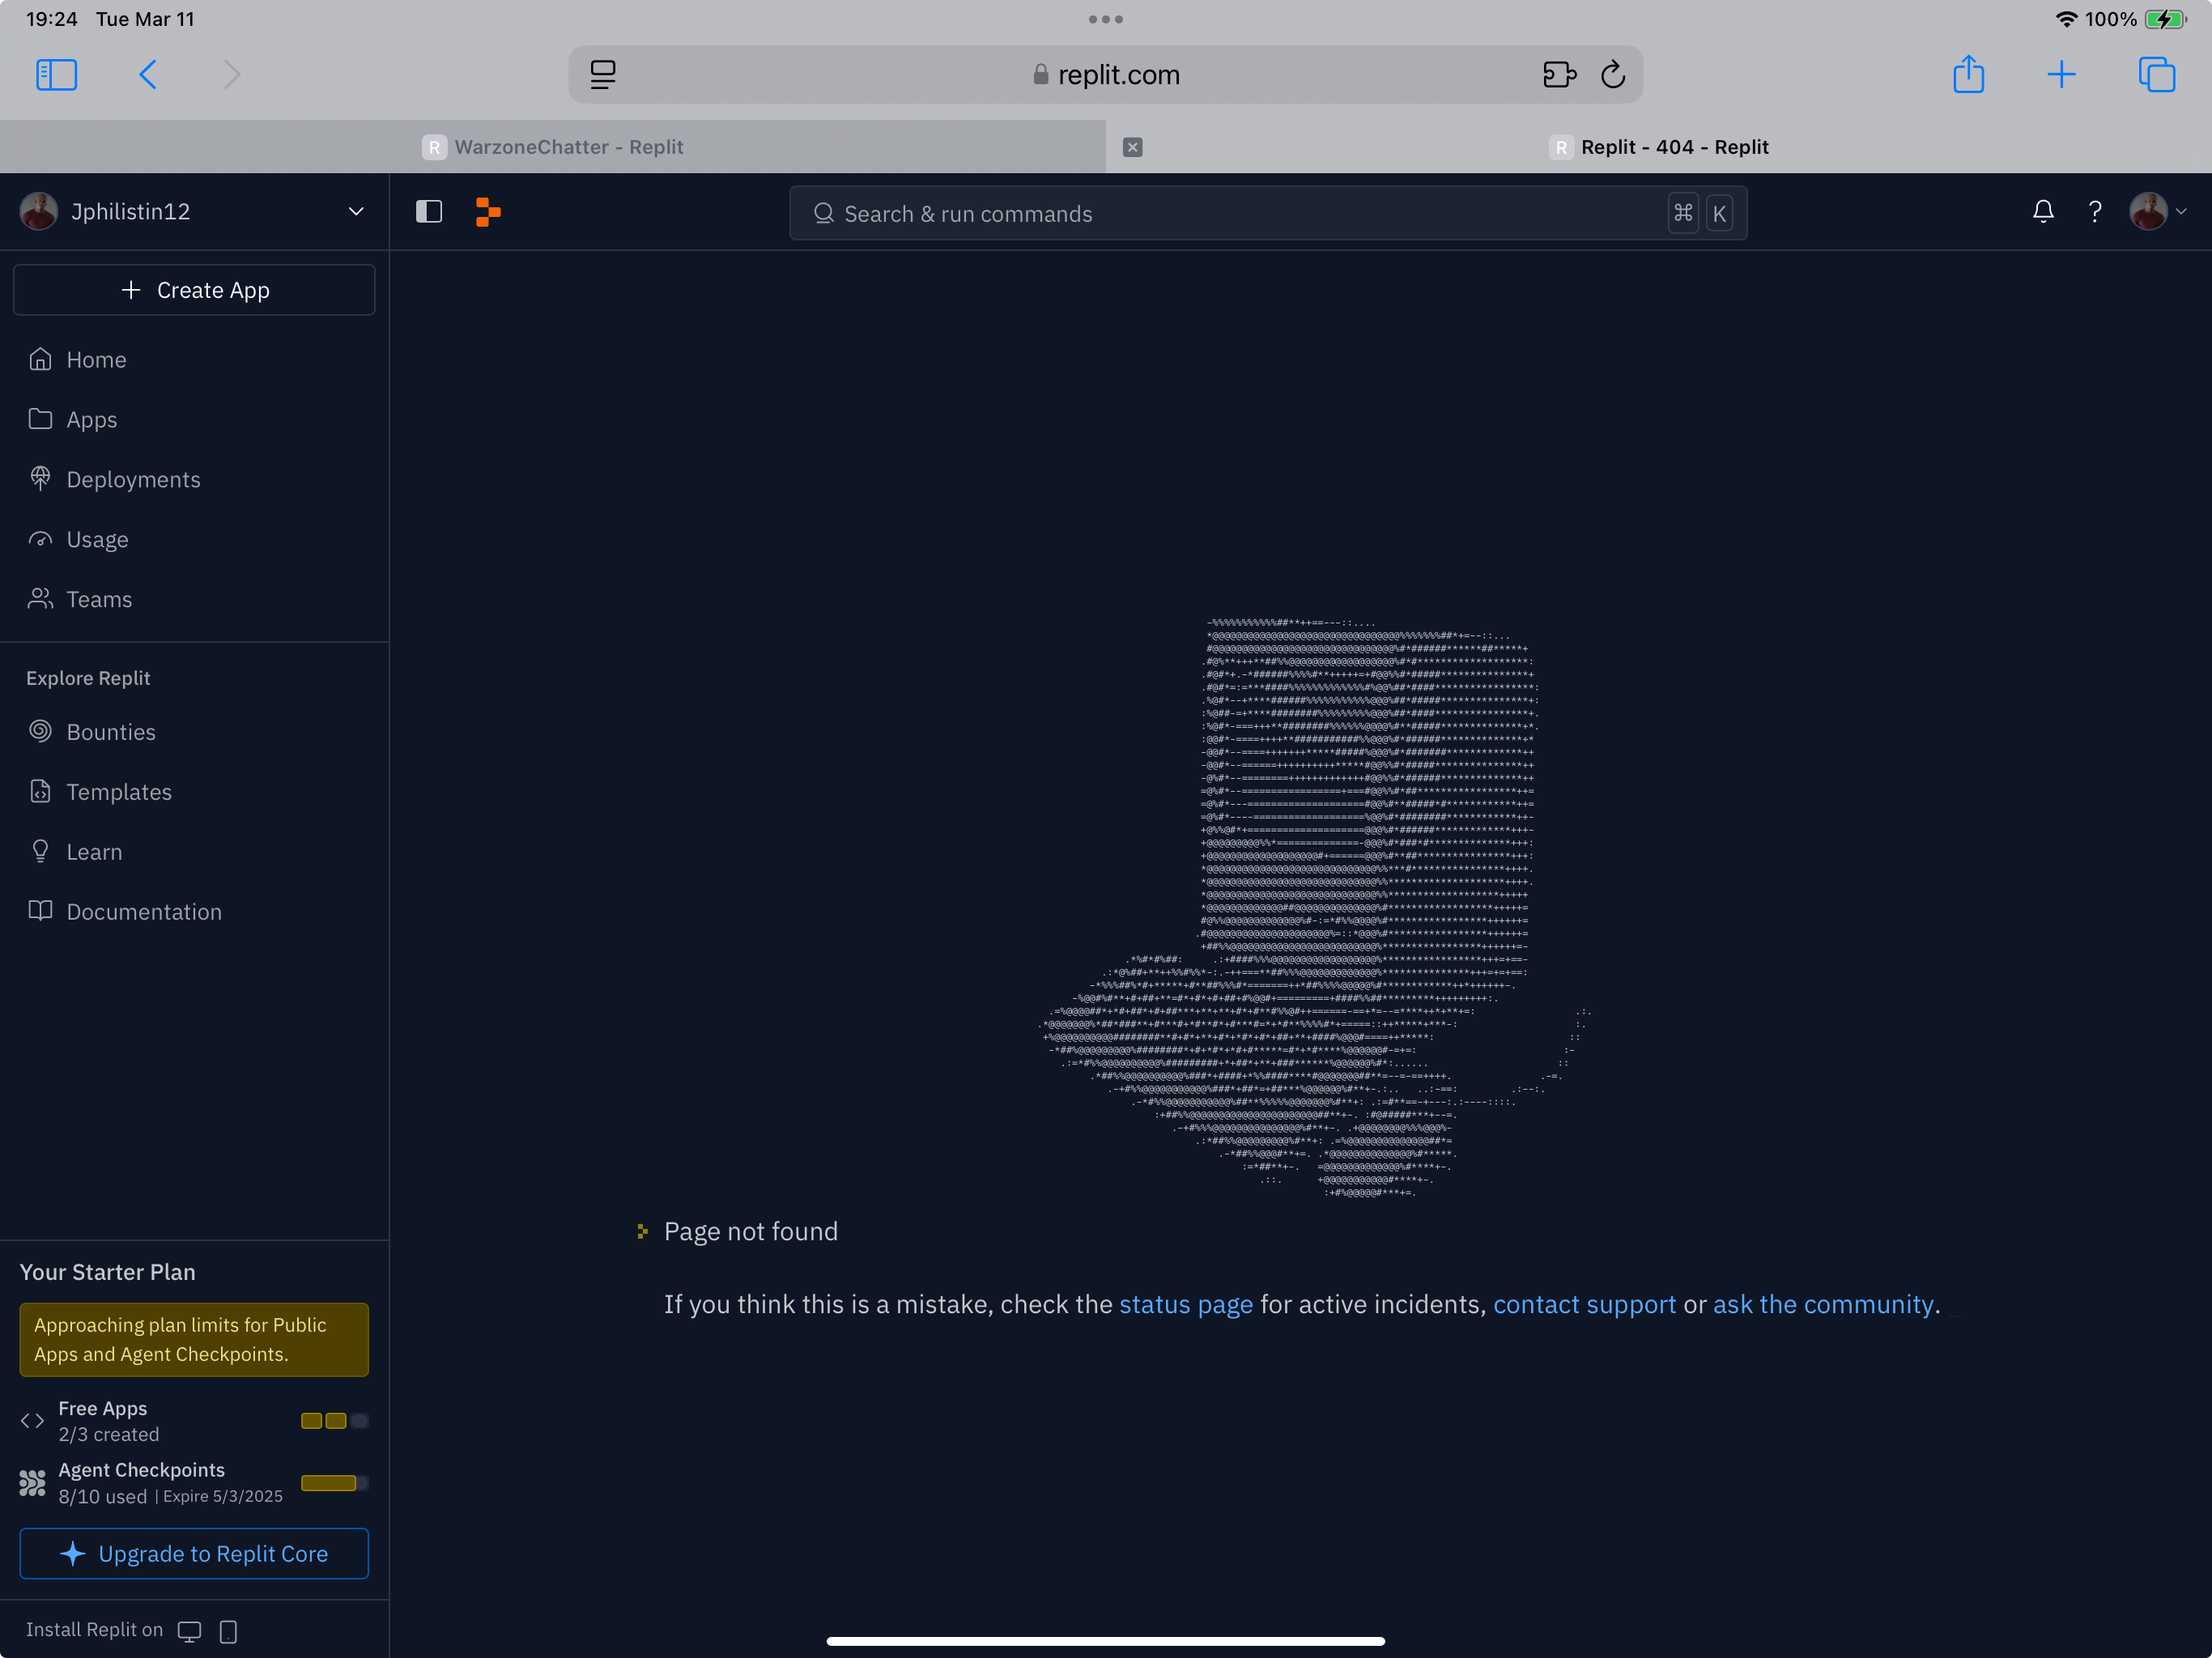 19:24 Tue Mar 11
100%
replit.com
R WarzoneChatter - Replit
R Replit - 404 - Replit
Jphilistin12
Search & run commands
⌘ K
?
+ Create App
Home
Apps
Deployments
Usage
Teams
Explore Replit
Bounties
Templates
Learn
Documentation
Page not found
If you think this is a mistake, check the status page for active incidents, contact support or ask the community.
Your Starter Plan
Approaching plan limits for Public
Apps and Agent Checkpoints.
Free Apps
2/3 created
Agent Checkpoints
8/10 used | Expire 5/3/2025
Upgrade to Replit Core
Install Replit on